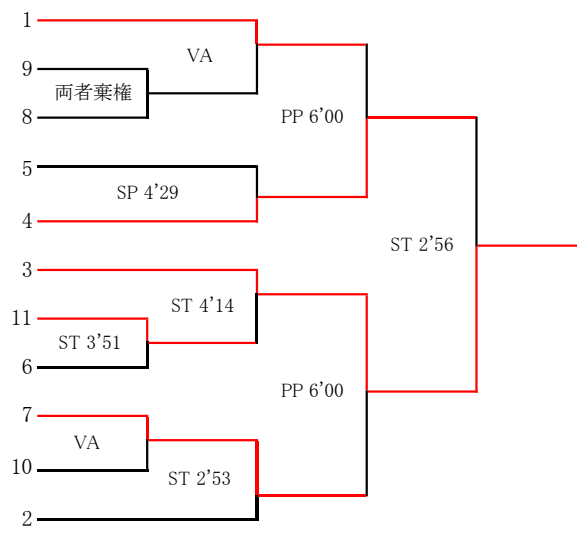 1
VA
9
両者棄権
8
PP 6’00
5
SP 4’29
4
ST 2’56
3
ST 4’14
11
ST 3’51
6
PP 6’00
7
VA
10
ST 2’53
2